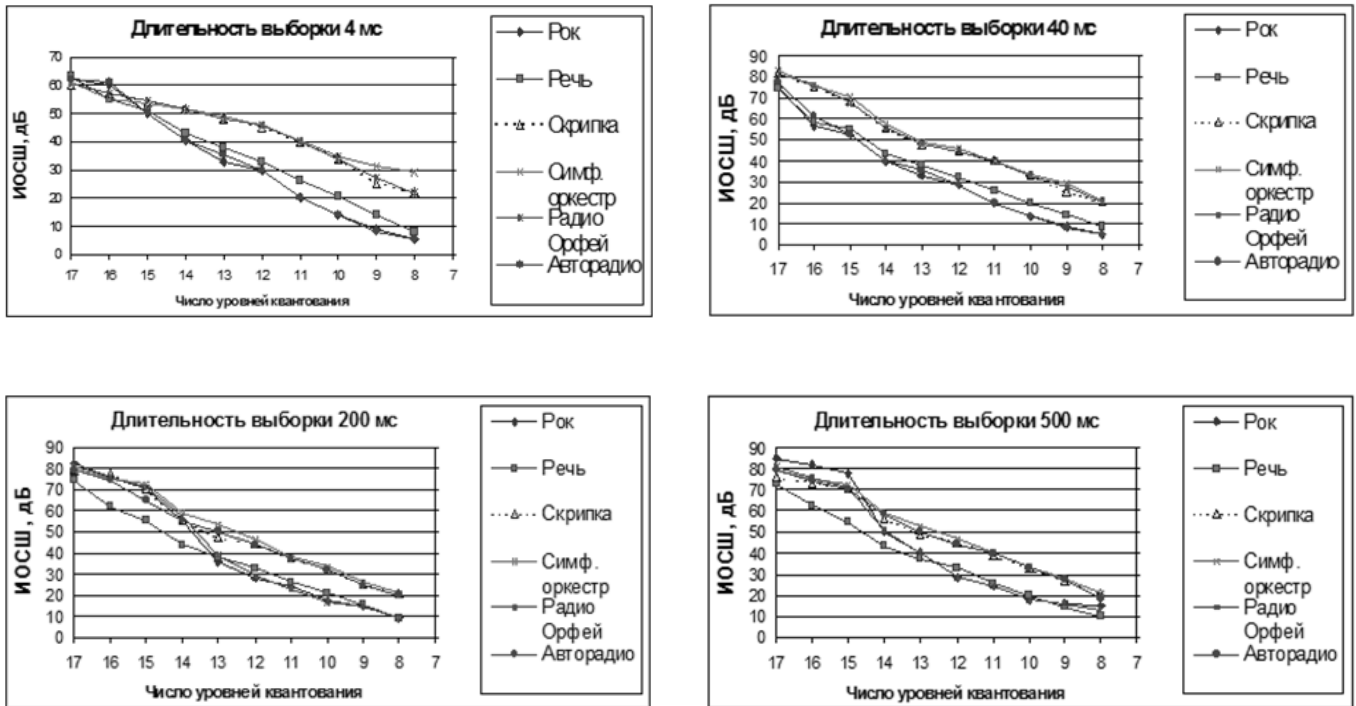 Длительность выборки 4 мс
70
60
50
40
30
20
10
0
ИОСШ, дБ
17 16 15 14 13 12 11 10 9 8 7
Число уровней квантования
Рок
Речь
Скрипка
Симф.
оркестр
Радио
Орфей
Авторадио
Длительность выборки 40 мс
90
80
70
60
50
40
30
20
10
0
ИОСШ, дБ
17 16 15 14 13 12 11 10 9 8 7
Число уровней квантования
Рок
Речь
Скрипка
Симф.
оркестр
Радио
Орфей
Авторадио
Длительность выборки 200 мс
90
80
70
60
50
40
30
20
10
0
ИОСШ, дБ
17 16 15 14 13 12 11 10 9 8 7
Число уровней квантования
Рок
Речь
Скрипка
Симф.
оркестр
Радио
Орфей
Авторадио
Длительность выборки 500 мс
90
80
70
60
50
40
30
20
10
0
ИОСШ, дБ
17 16 15 14 13 12 11 10 9 8 7
Число уровней квантования
Рок
Речь
Скрипка
Симф.
оркестр
Радио
Орфей
Авторадио